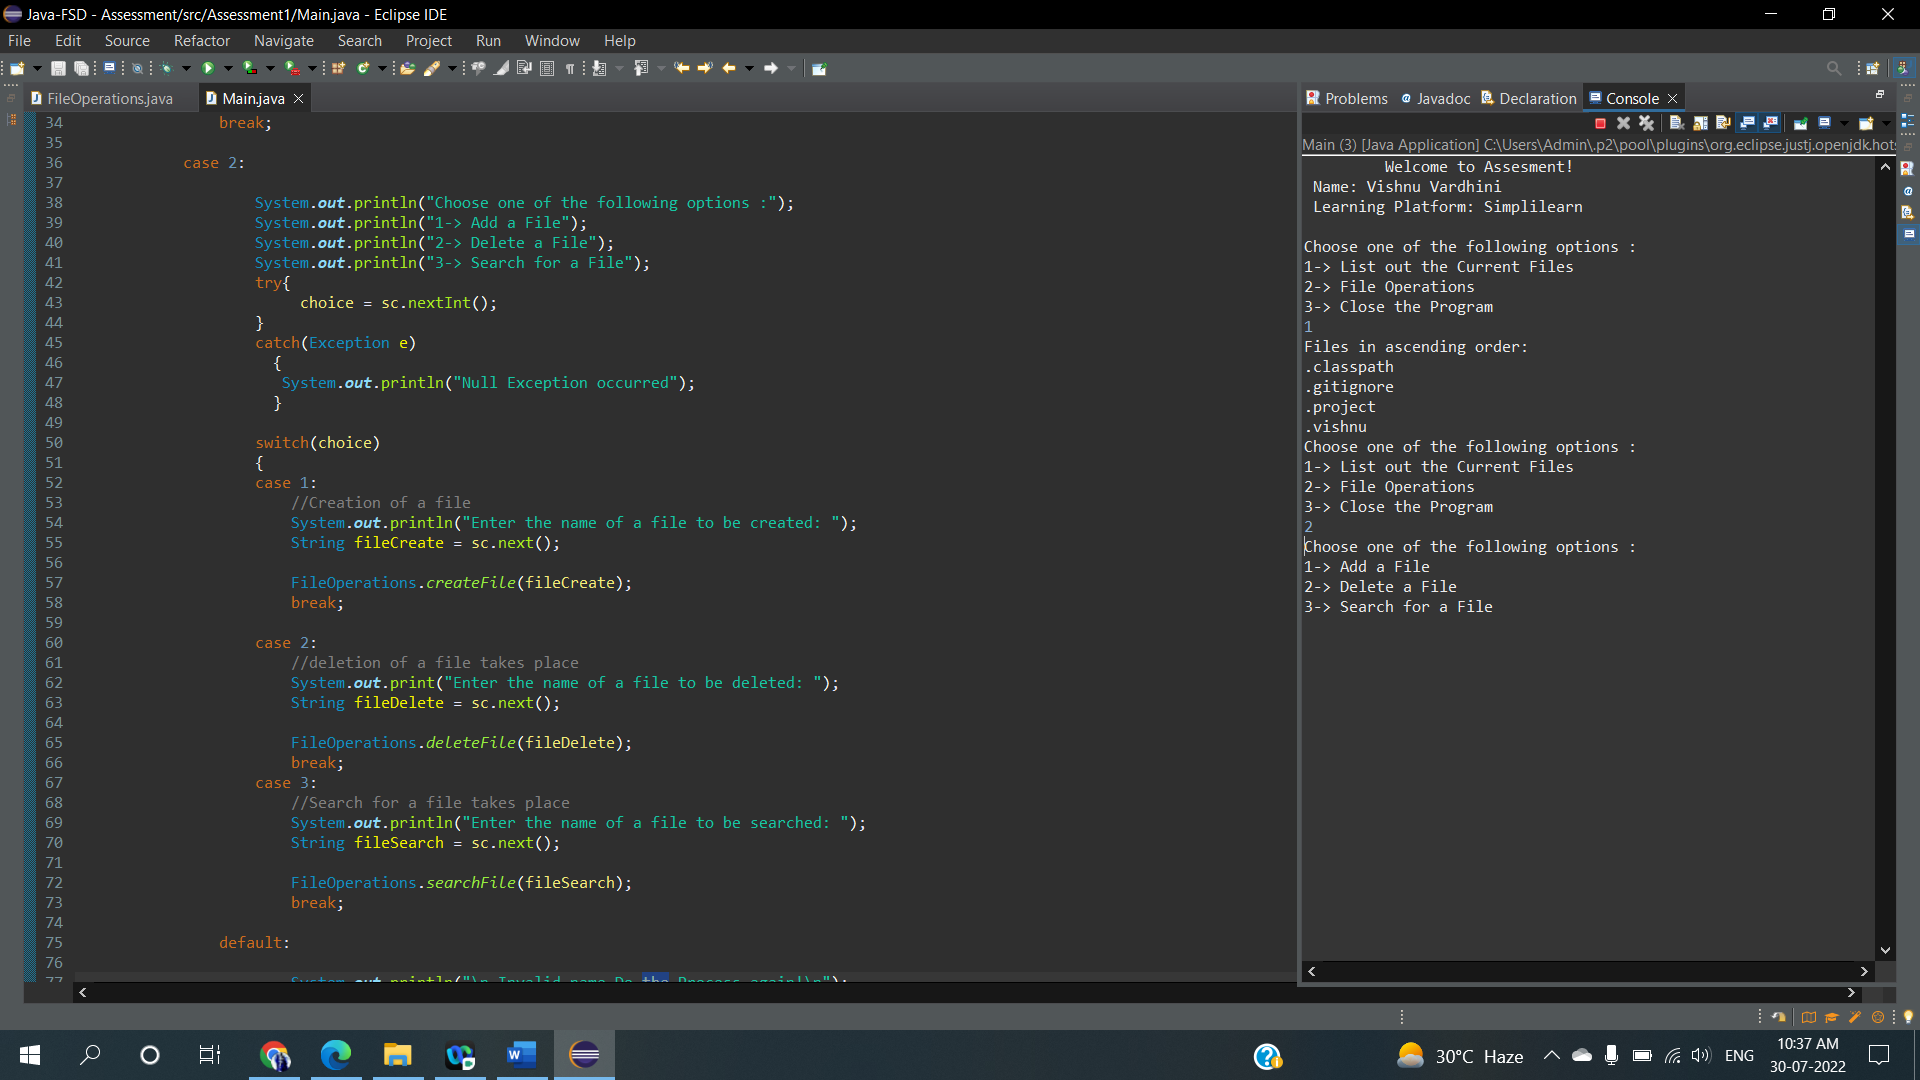 Java-FSD - Assessment/src/Assessment1/Main.java - Eclipse IDE
File Edit Source Refactor Navigate Search Project Run Window Help
FileOperations.java
Main.java
34 break;
35
36 case 2:
37
38 System.out.println("Choose one of the following options :");
39 System.out.println("1-> Add a File");
40 System.out.println("2-> Delete a File");
41 System.out.println("3-> Search for a File");
42 try{
43 choice = sc.nextInt();
44 }
45 catch(Exception e)
46 {
47 System.out.println("Null Exception occurred");
48 }
49
50 switch(choice)
51 {
52 case 1:
53 //Creation of a file
54 System.out.println("Enter the name of a file to be created: ");
55 String fileCreate = sc.next();
56
57 FileOperations.createFile(fileCreate);
58 break;
59
60 case 2:
61 //deletion of a file takes place
62 System.out.print("Enter the name of a file to be deleted: ");
63 String fileDelete = sc.next();
64
65 FileOperations.deleteFile(fileDelete);
66 break;
67 case 3:
68 //Search for a file takes place
69 System.out.println("Enter the name of a file to be searched: ");
70 String fileSearch = sc.next();
71
72 FileOperations.searchFile(fileSearch);
73 break;
74
75 default:
76
77 System.out.println("\n Invalid name Do the Process again!\n");
Problems Javadoc Declaration Console
Main (3) [Java Application] C:\Users\Admin\.p2\pool\plugins\org.eclipse.justj.openjdk.hots
Welcome to Assesment!
Name: Vishnu Vardhini
Learning Platform: Simplilearn
Choose one of the following options :
1-> List out the Current Files
2-> File Operations
3-> Close the Program
1
Files in ascending order:
.classpath
.gitignore
.project
.vishnu
Choose one of the following options :
1-> List out the Current Files
2-> File Operations
3-> Close the Program
2
Choose one of the following options :
1-> Add a File
2-> Delete a File
3-> Search for a File
30°C Haze
ENG
10:37 AM
30-07-2022